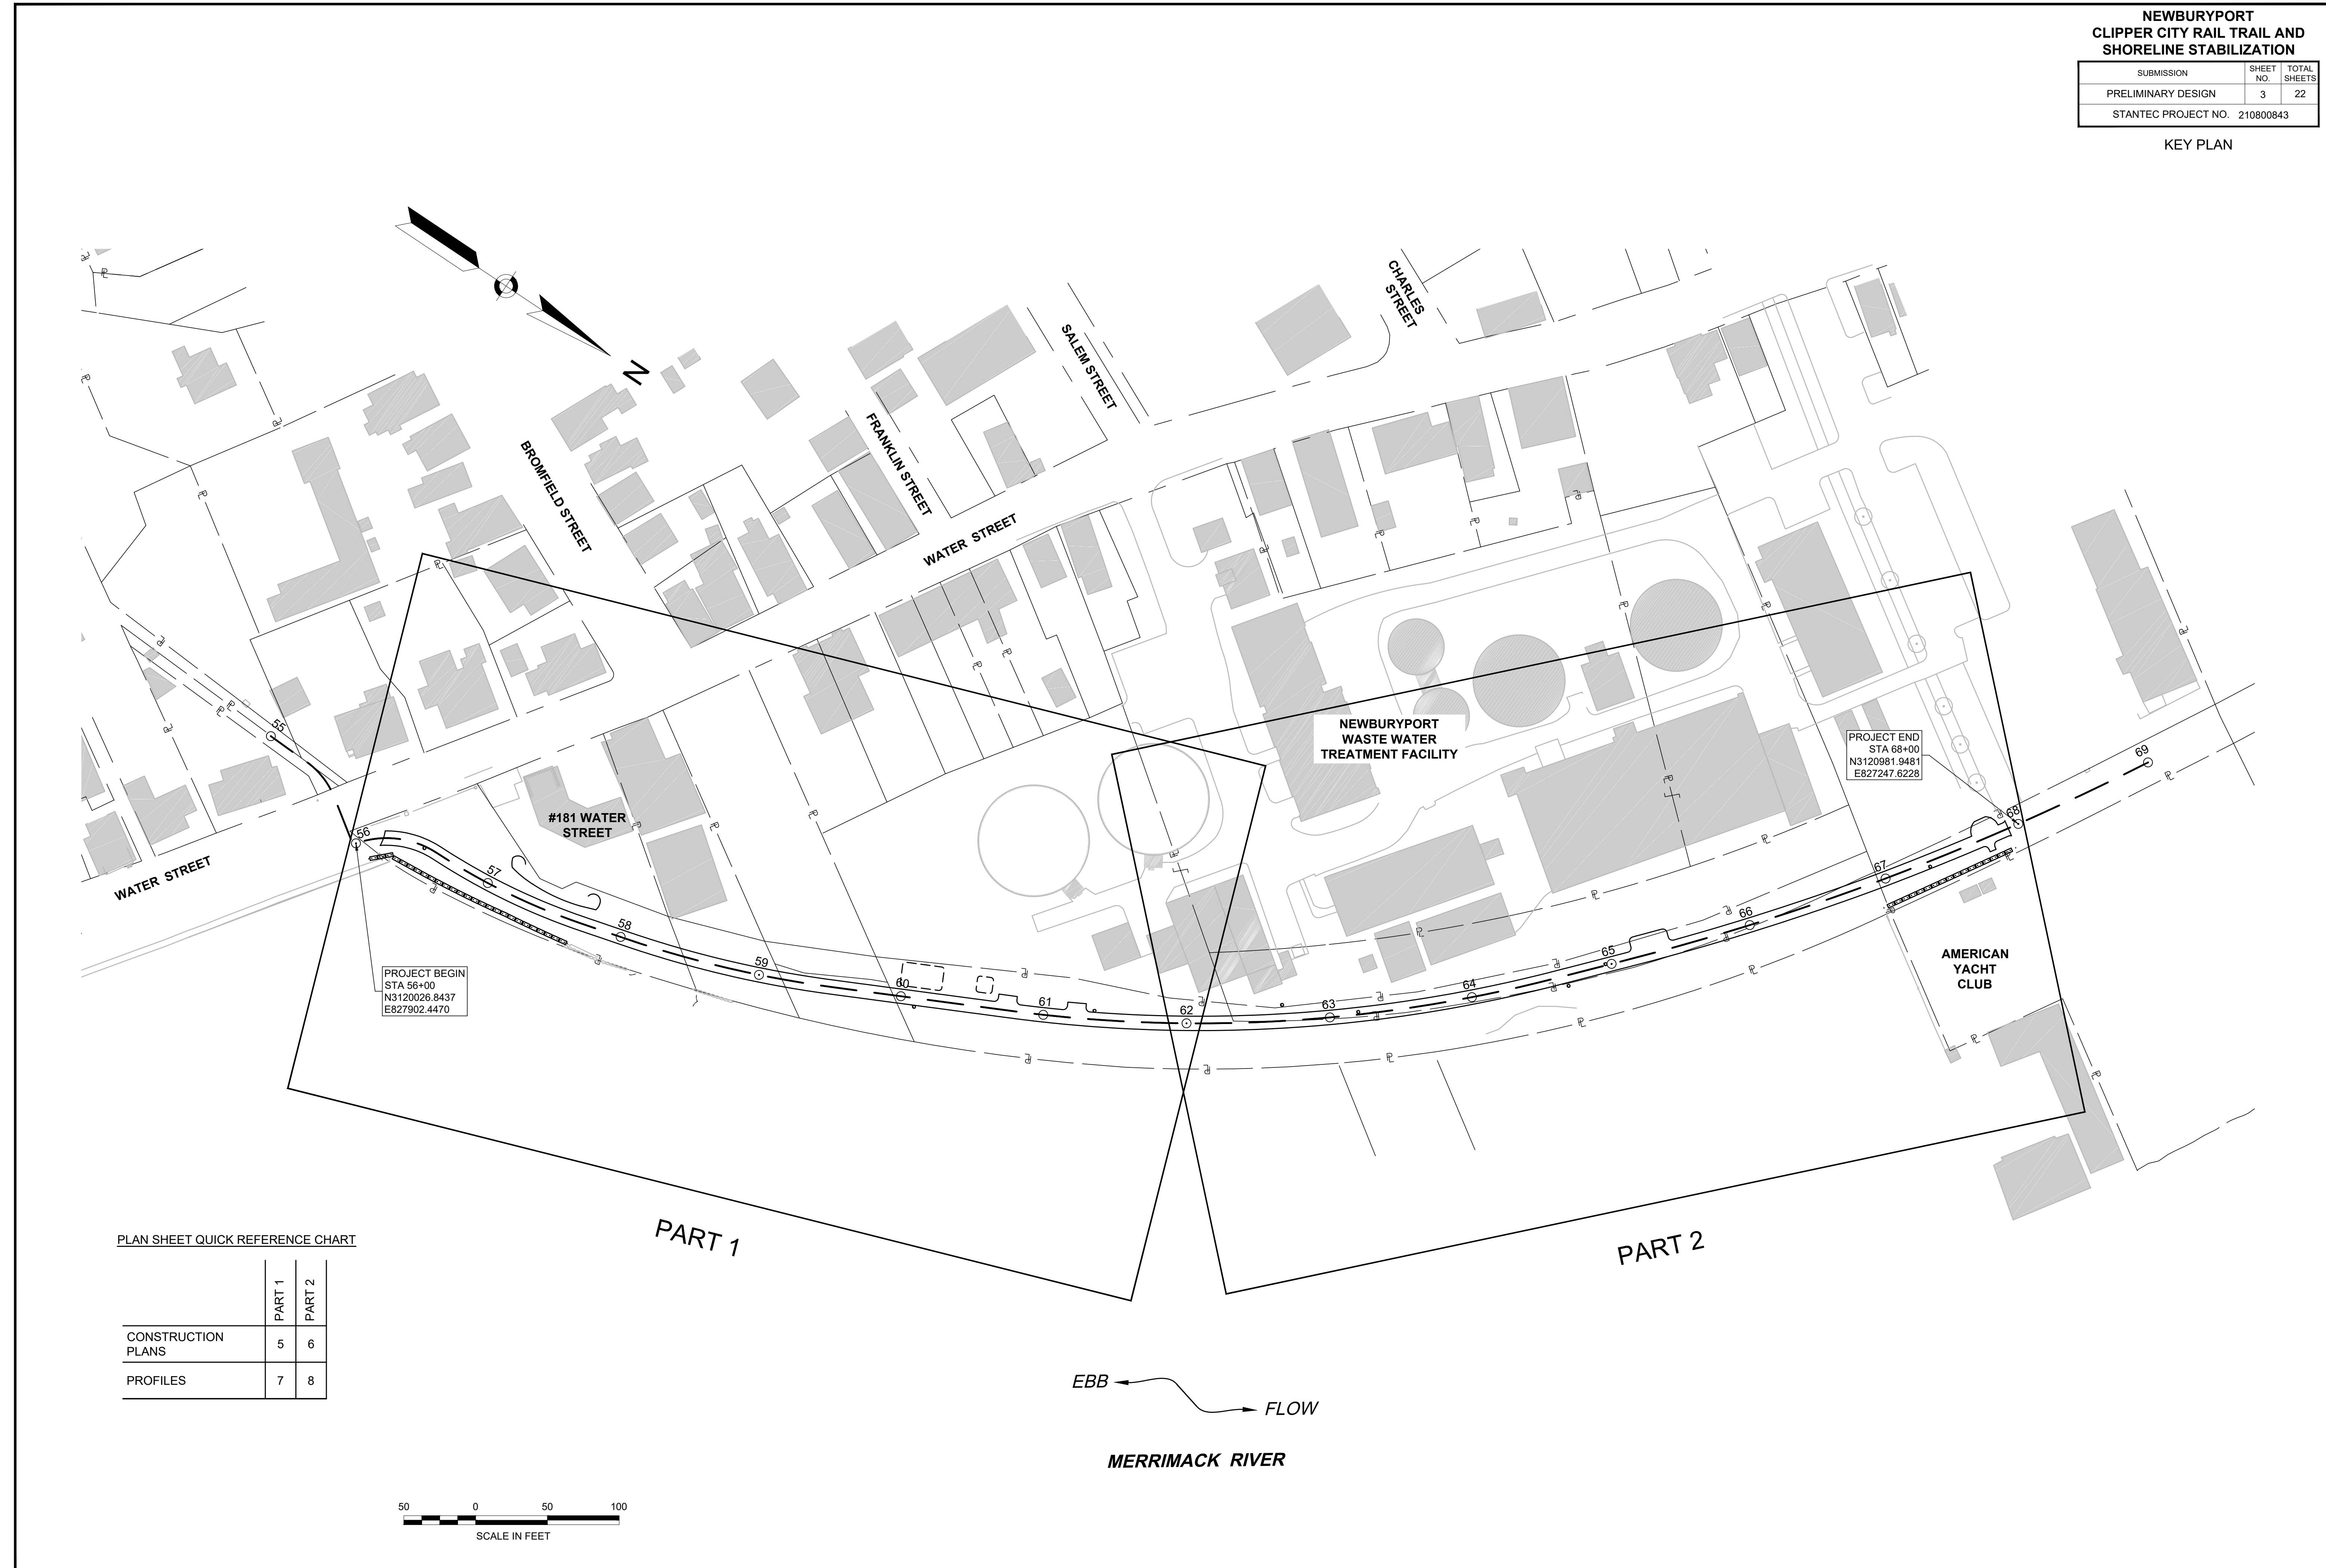 NEWBURYPORT
CLIPPER CITY RAIL TRAIL AND
SHORELINE STABILIZATION
SUBMISSION
SHEET NO.
TOTAL SHEETS
PRELIMINARY DESIGN
3
22
STANTEC PROJECT NO. 210800843
KEY PLAN
N
CHARLES
STREET
SALEM STREET
FRANKLIN STREET
BROMFIELD STREET
WATER STREET
WATER STREET
#181 WATER
STREET
NEWBURYPORT
WASTE WATER
TREATMENT FACILITY
PROJECT END
STA 68+00
N3120981.9481
E827247.6228
55
56
57
58
59
60
61
62
63
64
65
66
67
68
69
PROJECT BEGIN
STA 56+00
N3120026.8437
E827902.4470
AMERICAN
YACHT
CLUB
PART 1
PART 2
PLAN SHEET QUICK REFERENCE CHART
PART 1
PART 2
CONSTRUCTION
PLANS
5
6
PROFILES
7
8
EBB
FLOW
MERRIMACK RIVER
50 0 50 100
SCALE IN FEET